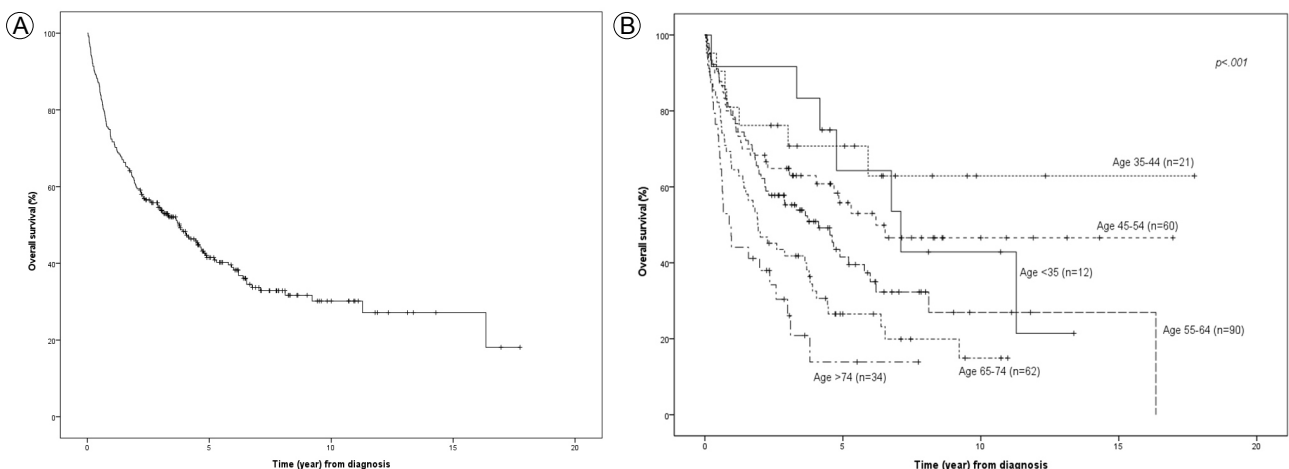 A
Overall survival (%)
100
80
60
40
20
0
0 5 10 15 20
Time (year) from diagnosis
B
Overall survival (%)
100
80
60
40
20
0
p<.001
Age 35-44 (n=21)
Age 45-54 (n=60)
Age <35 (n=12)
Age 55-64 (n=90)
Age 65-74 (n=62)
Age >74 (n=34)
0 5 10 15 20
Time (year) from diagnosis